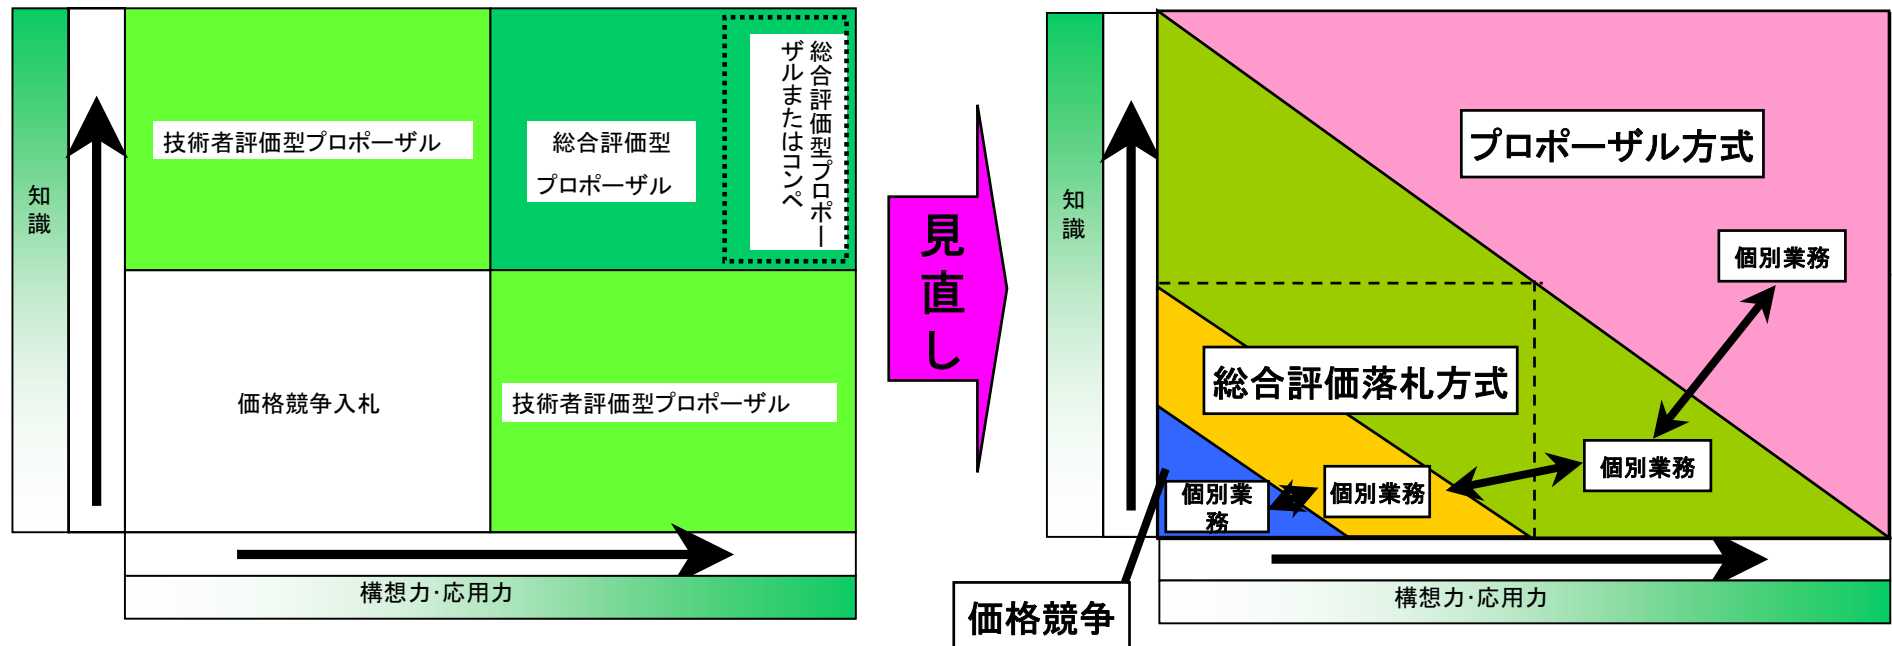 知
識
技術者評価型プロポーザル
総合評価型
プロポーザル
総合評価型プロポー
ザルまたはコンペ
価格競争入札
技術者評価型プロポーザル
構想力・応用力
見
直
し
知
識
プロポーザル方式
個別業務
総合評価落札方式
個別業務
個別業務
個別業
務
構想力・応用力
価格競争